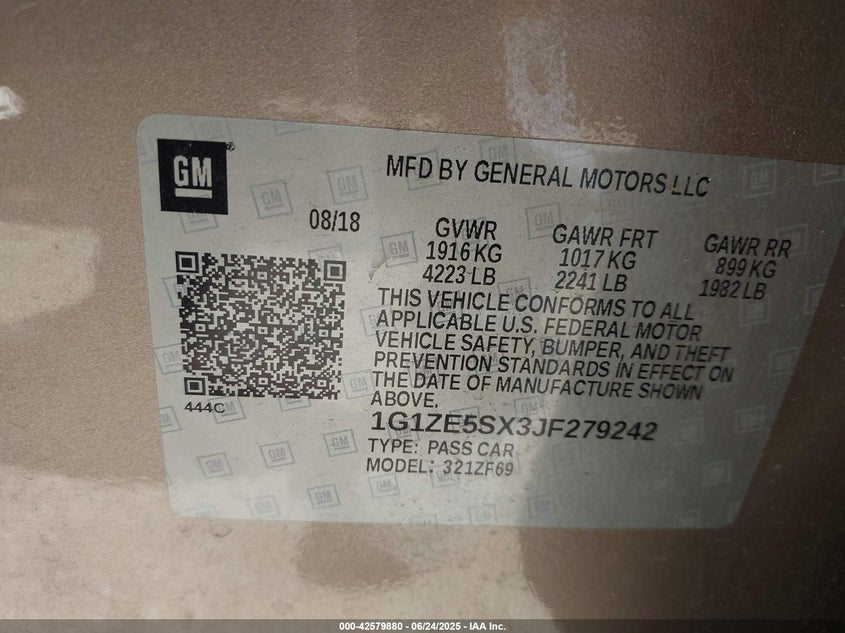 GM
MFD BY GENERAL MOTORS LLC
08/18
GVWR
1916 KG
4223 LB
GAWR FRT
1017 KG
2241 LB
GAWR RR
899 KG
1982 LB
THIS VEHICLE CONFORMS TO ALL
APPLICABLE U.S. FEDERAL MOTOR
VEHICLE SAFETY, BUMPER, AND THEFT
PREVENTION STANDARDS IN EFFECT ON
THE DATE OF MANUFACTURE SHOWN
ABOVE.
444C
1G1ZE5SX3JF279242
TYPE: PASS CAR
MODEL: 321ZF69
000-42579880 - 06/24/2025 - IAA Inc.